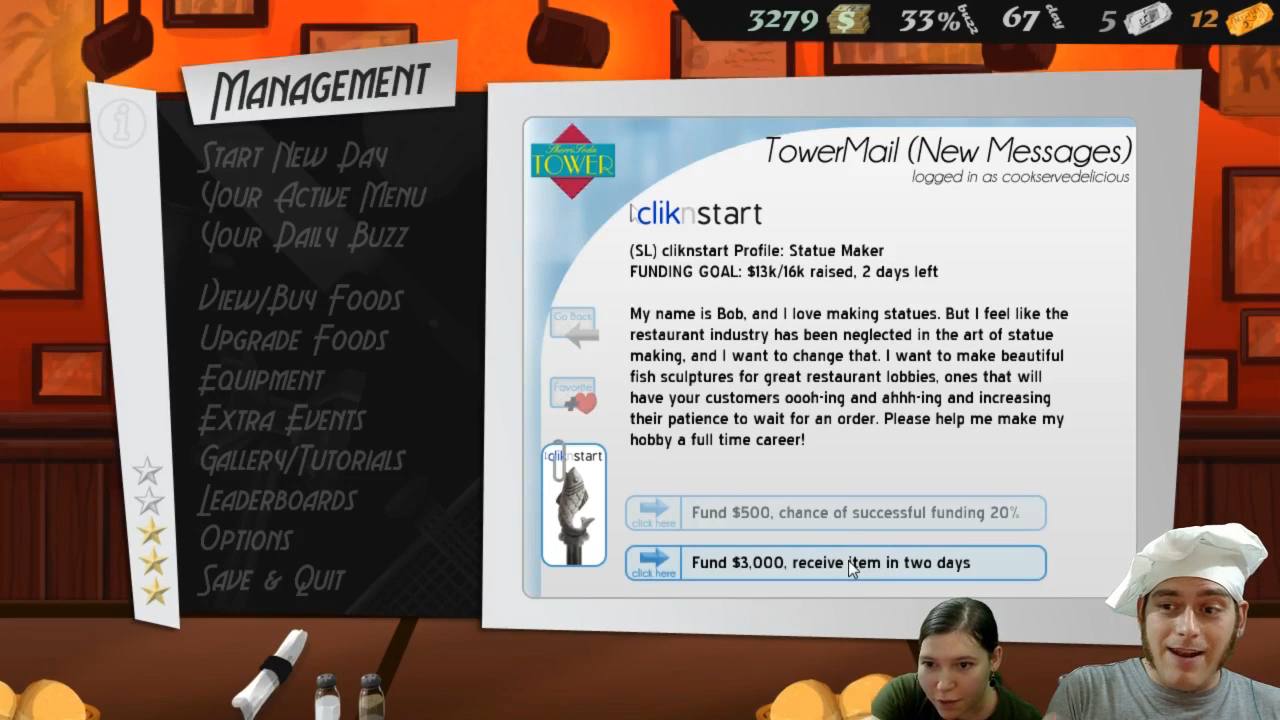 3279 $ 33% buzz 67 day 5 12
MANAGEMENT
START NEW DAY
YOUR ACTIVE MENU
YOUR DAILY BUZZ
VIEW/BUY FOODS
UPGRADE FOODS
EQUIPMENT
EXTRA EVENTS
GALLERY/TUTORIALS
LEADERBOARDS
OPTIONS
SAVE & QUIT
SherriSoda
TOWER
TowerMail (New Messages)
logged in as cookservedelicious
cliknstart
(SL) cliknstart Profile: Statue Maker
FUNDING GOAL: $13k/16k raised, 2 days left
My name is Bob, and I love making statues. But I feel like the
restaurant industry has been neglected in the art of statue
making, and I want to change that. I want to make beautiful
fish sculptures for great restaurant lobbies, ones that will
have your customers oooh-ing and ahhh-ing and increasing
their patience to wait for an order. Please help me make my
hobby a full time career!
Go Back
Favorite
cliknstart
click here Fund $500, chance of successful funding 20%
click here Fund $3,000, receive item in two days